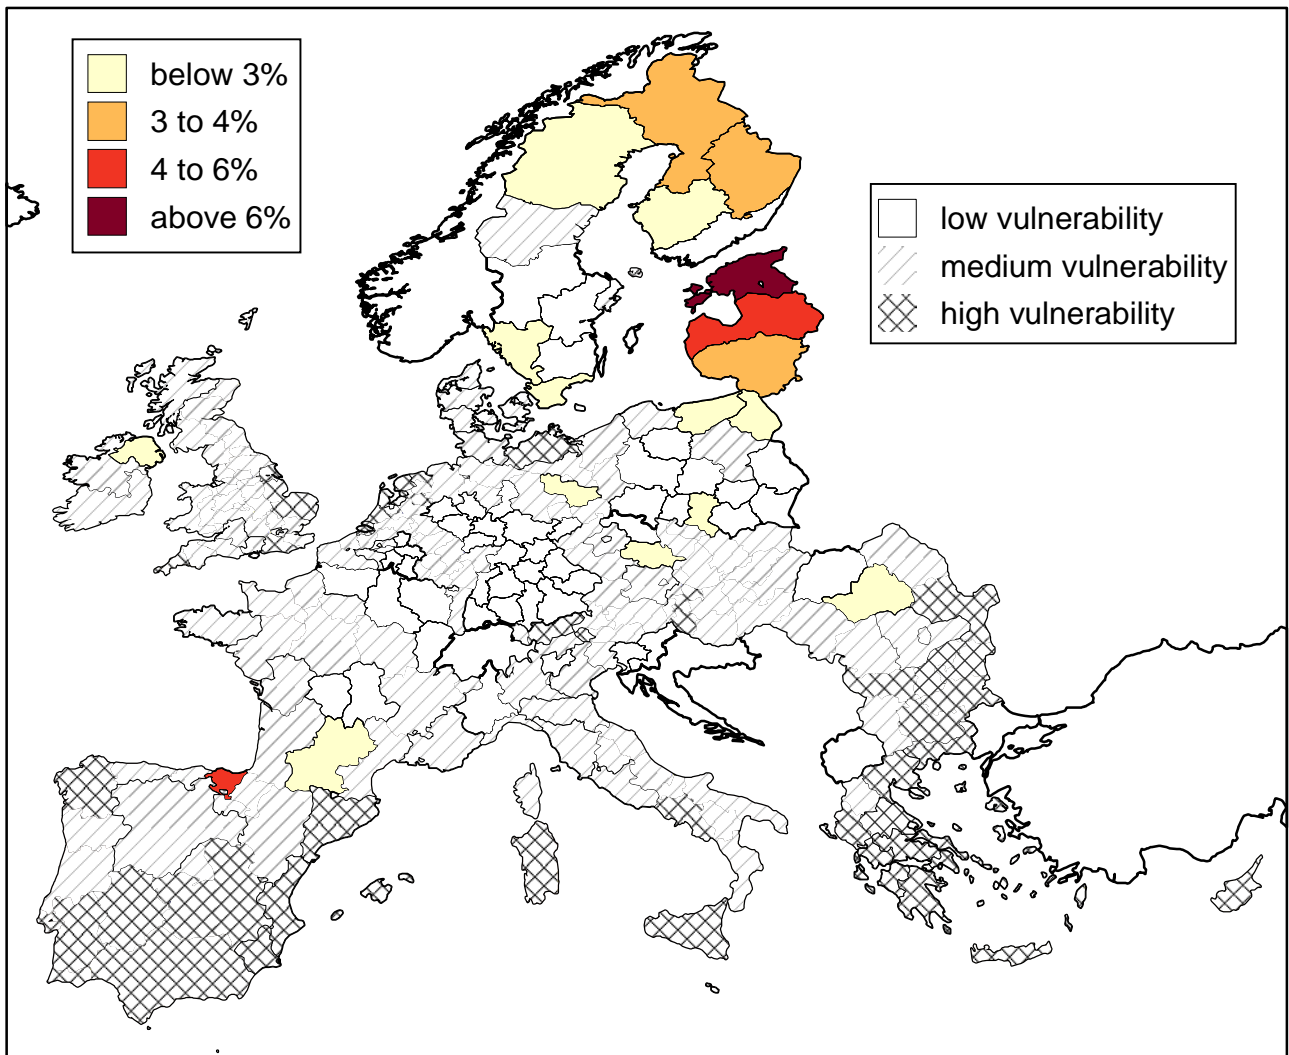 below 3%
3 to 4%
4 to 6%
above 6%
low vulnerability
medium vulnerability
high vulnerability